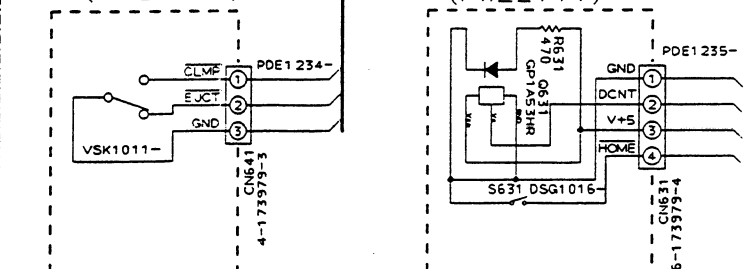 CLMP
1
PDE1234-
EJCT
2
GND
3
VSK1011-
CN641
4-173979-3
R631
470
Q631
GP1A53HR
PDE1235-
GND
1
DCNT
2
V+5
3
HOME
4
S631 DSG1016-
CN631
6-173979-4